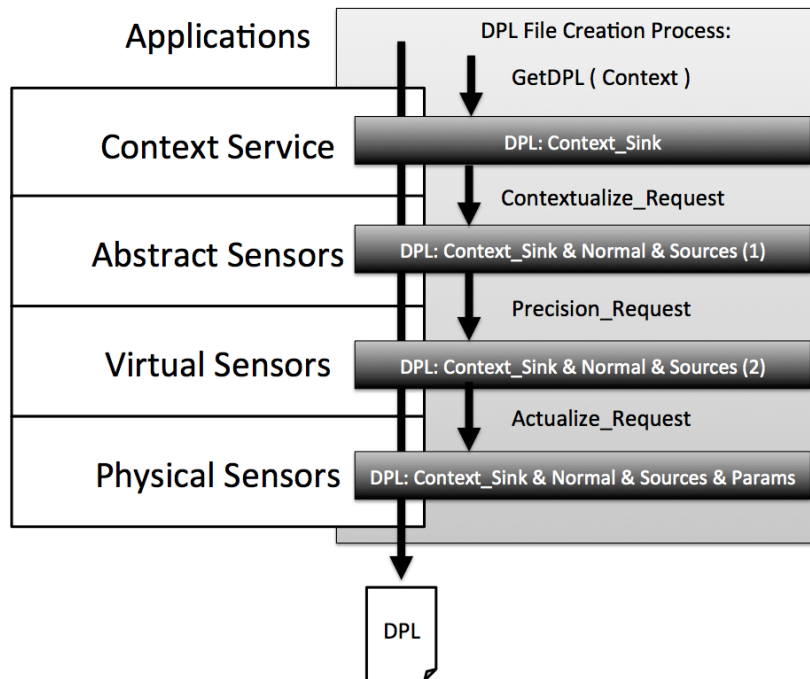 Applications
DPL File Creation Process:
GetDPL ( Context )
Context Service
DPL: Context_Sink
Contextualize_Request
Abstract Sensors
DPL: Context_Sink & Normal & Sources (1)
Precision_Request
Virtual Sensors
DPL: Context_Sink & Normal & Sources (2)
Actualize_Request
Physical Sensors
DPL: Context_Sink & Normal & Sources & Params
DPL